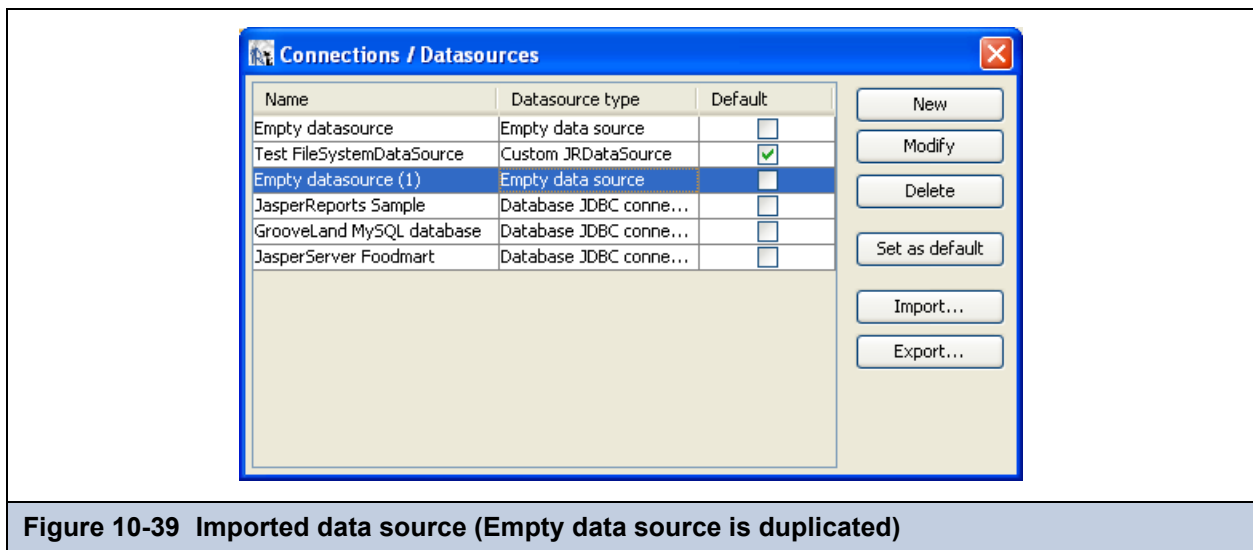 Connections / Datasources
Name Datasource type Default
Empty datasource Empty data source
Test FileSystemDataSource Custom JRDataSource
Empty datasource (1) Empty data source
JasperReports Sample Database JDBC conne...
GrooveLand MySQL database Database JDBC conne...
JasperServer Foodmart Database JDBC conne...
New
Modify
Delete
Set as default
Import...
Export...
Figure 10-39 Imported data source (Empty data source is duplicated)